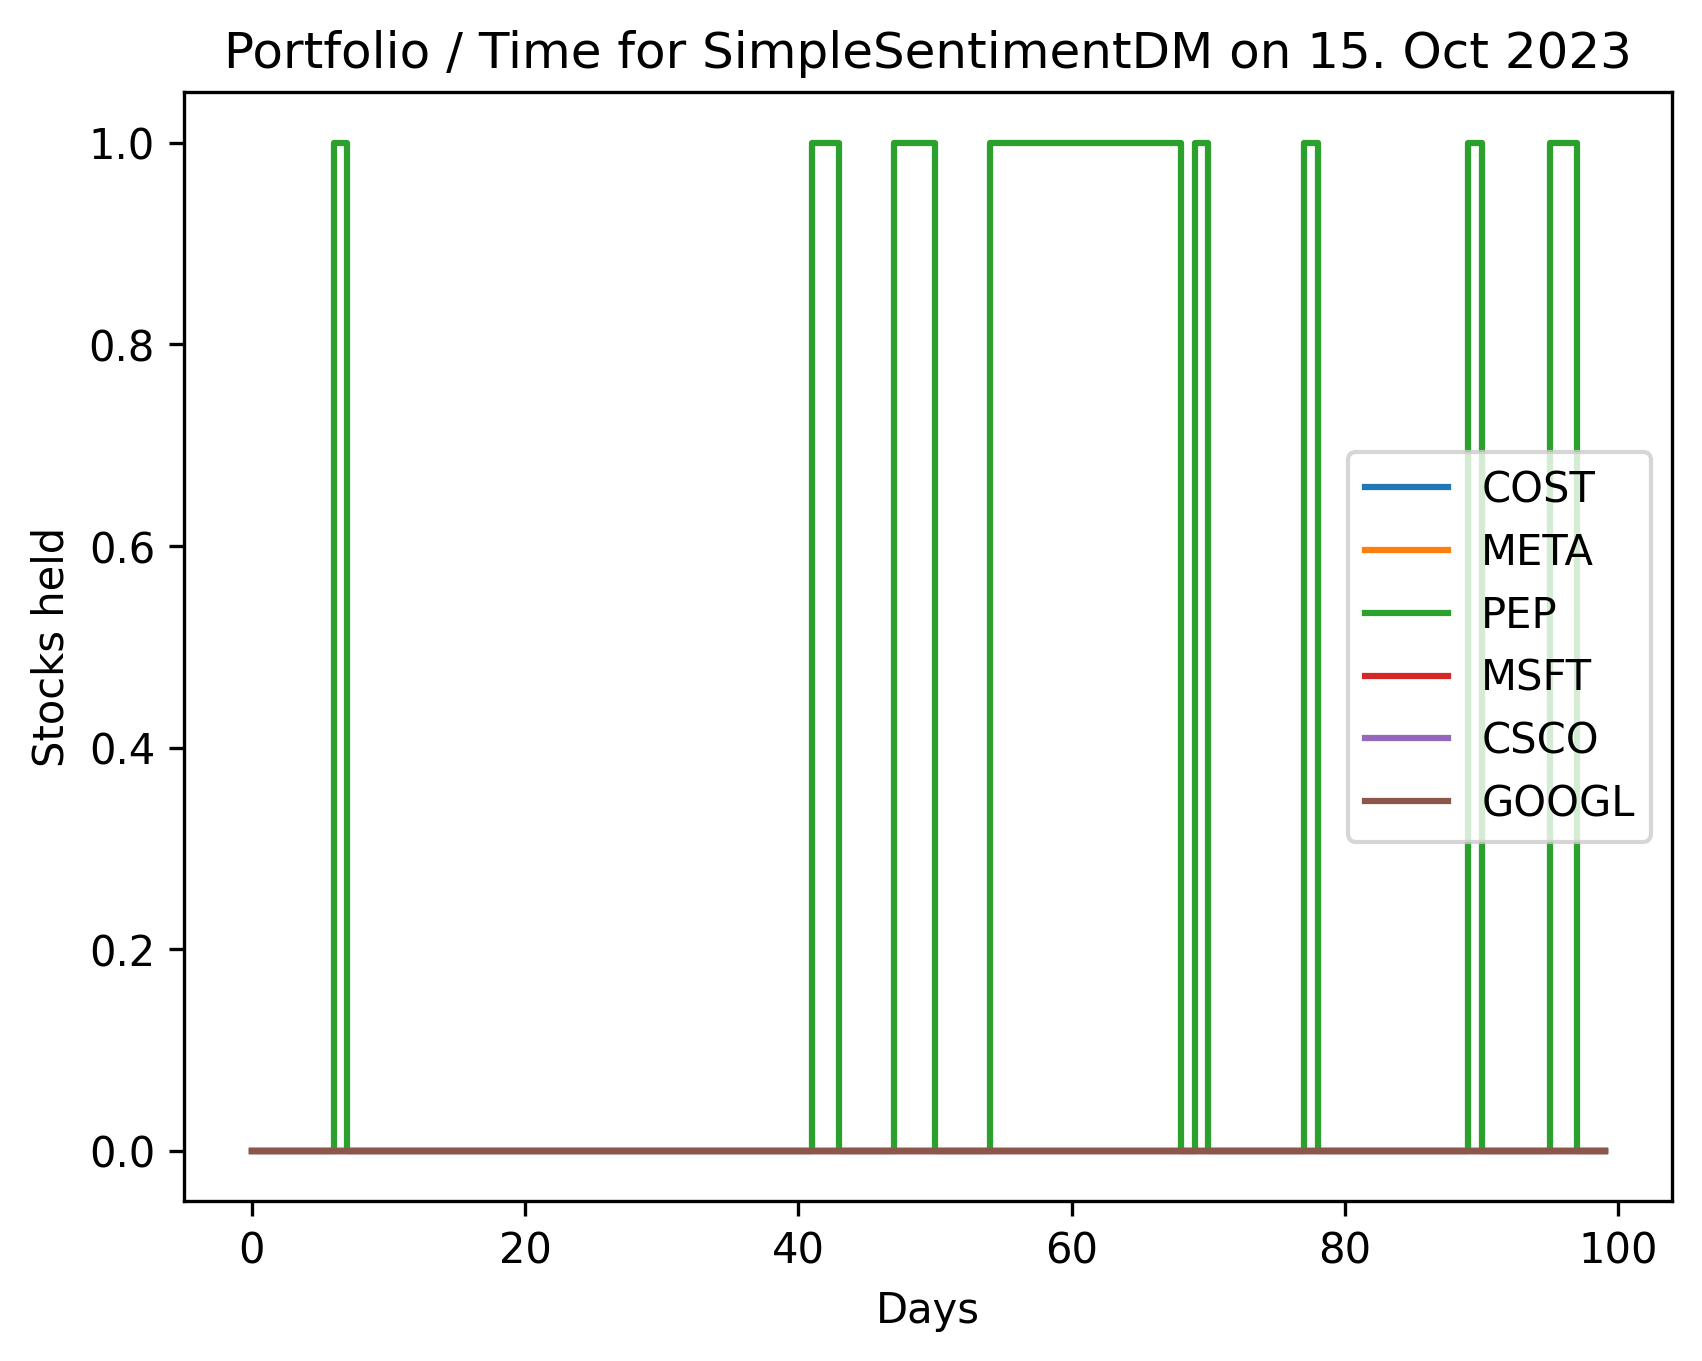 Portfolio / Time for SimpleSentimentDM on 15. Oct 2023
1.0
0.8
0.6
0.4
0.2
0.0
Stocks held
COST
META
PEP
MSFT
CSCO
GOOGL
0 20 40 60 80 100
Days